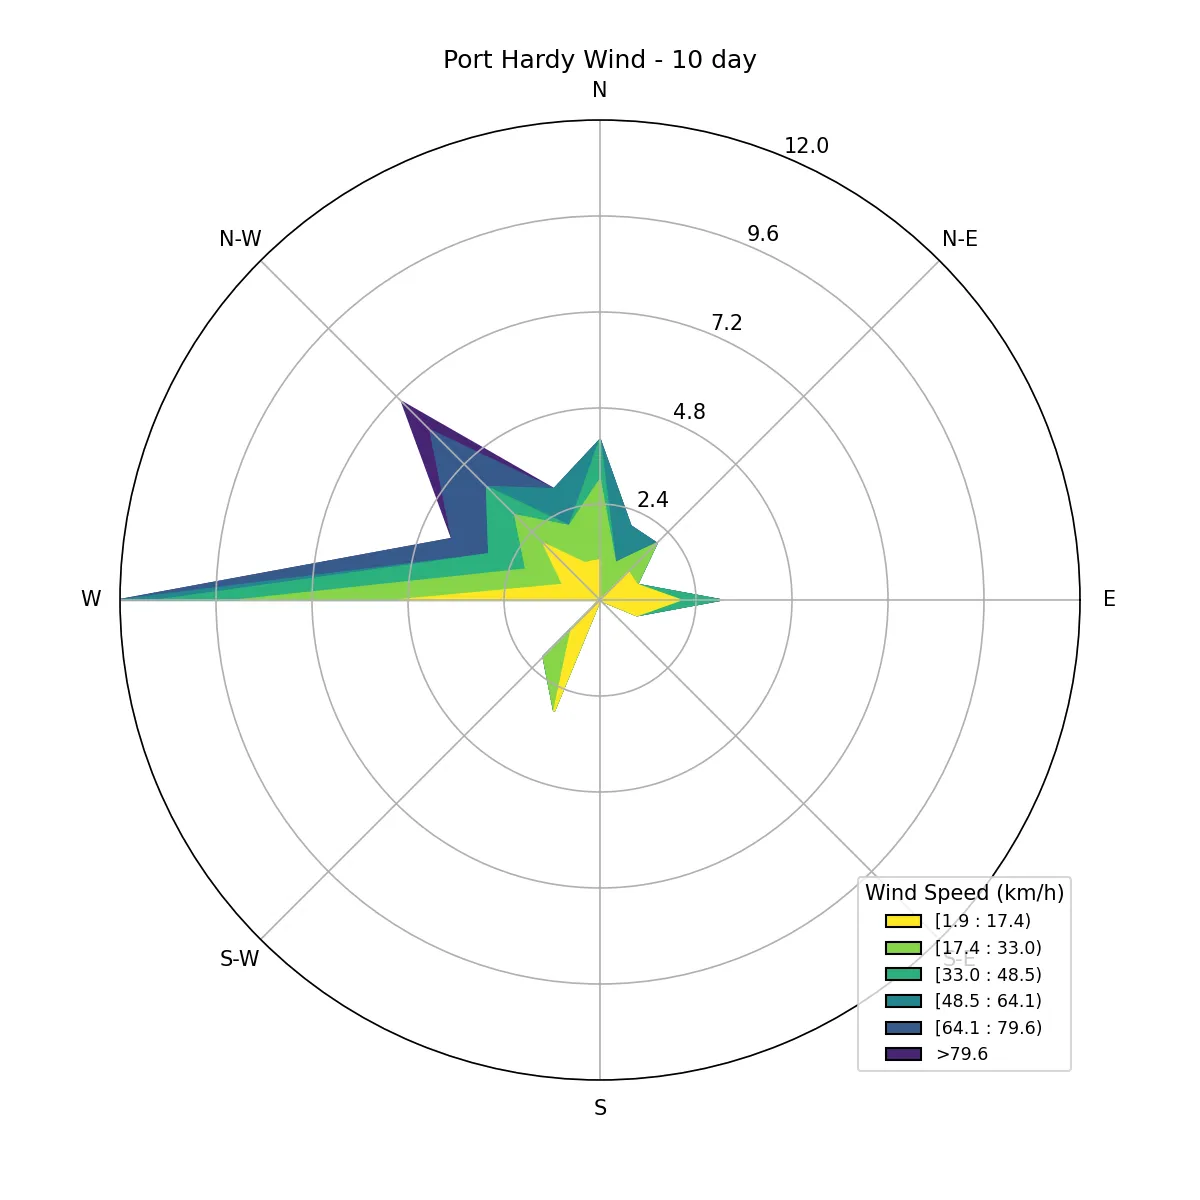 Port Hardy Wind - 10 day
N
12.0
N-W
9.6
N-E
7.2
4.8
2.4
W
E
S-W
S-E
S
Wind Speed (km/h)
[1.9 : 17.4)
[17.4 : 33.0)
[33.0 : 48.5)
[48.5 : 64.1)
[64.1 : 79.6)
>79.6